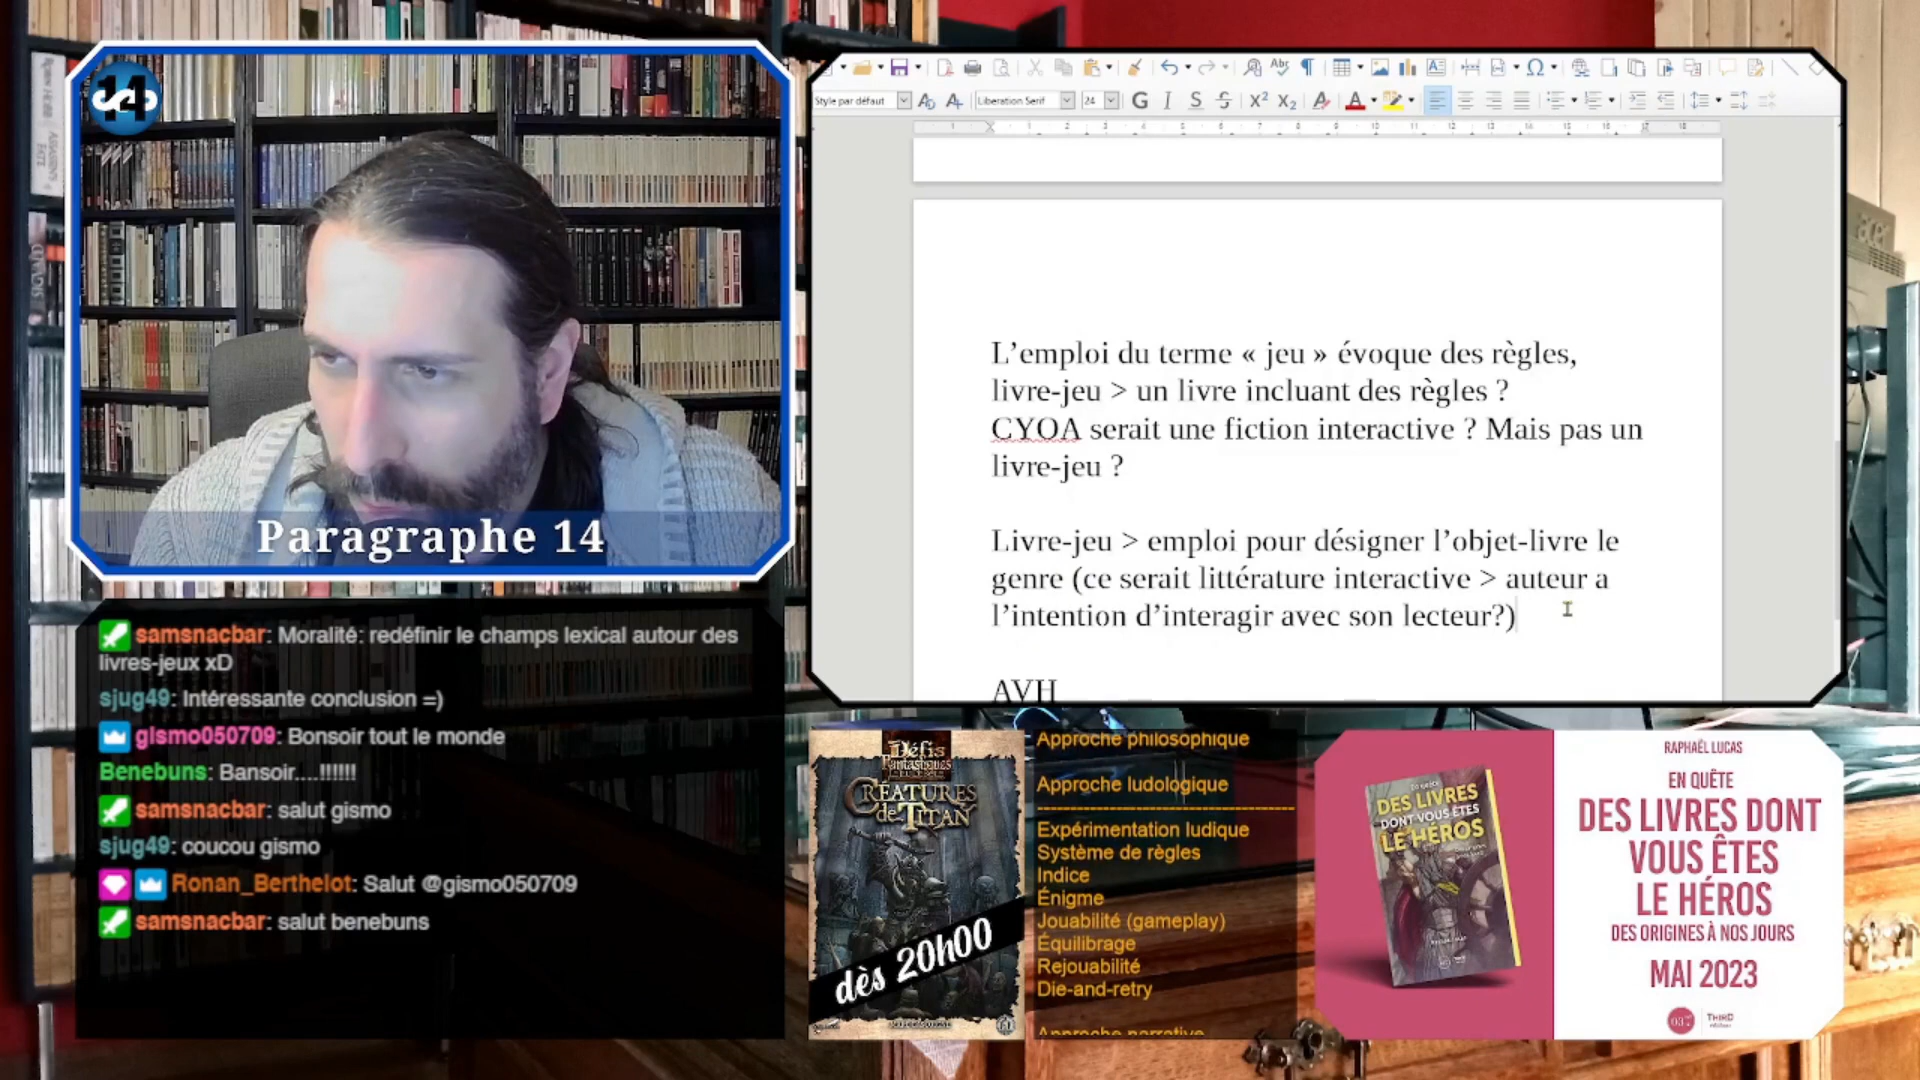 14
Paragraphe 14
samsnacbar: Moralité: redéfinir le champs lexical autour des
livres-jeux xD
sjug49: Intéressante conclusion =)
gismo050709: Bonsoir tout le monde
Benebuns: Bansoir....!!!!!!
samsnacbar: salut gismo
sjug49: coucou gismo
Ronan_Berthelot: Salut @gismo050709
samsnacbar: salut benebuns
Style par défaut
Liberation Serif
24
L’emploi du terme « jeu » évoque des règles,
livre-jeu > un livre incluant des règles ?
CYOA serait une fiction interactive ? Mais pas un
livre-jeu ?
Livre-jeu > emploi pour désigner l’objet-livre le
genre (ce serait littérature interactive > auteur a
l’intention d’interagir avec son lecteur?)
AVH
Défis
Fantastiques
CRÉATURES
de TITAN
dès 20h00
Approche philosophique
Approche ludologique
Expérimentation ludique
Système de règles
Indice
Énigme
Jouabilité (gameplay)
Équilibrage
Rejouabilité
Die-and-retry
Approche narrative
DES LIVRES
DONT VOUS ÊTES
LE HÉROS
RAPHAËL LUCAS
EN QUÊTE
DES LIVRES DONT
VOUS ÊTES
LE HÉROS
DES ORIGINES À NOS JOURS
MAI 2023
THIRD
acer